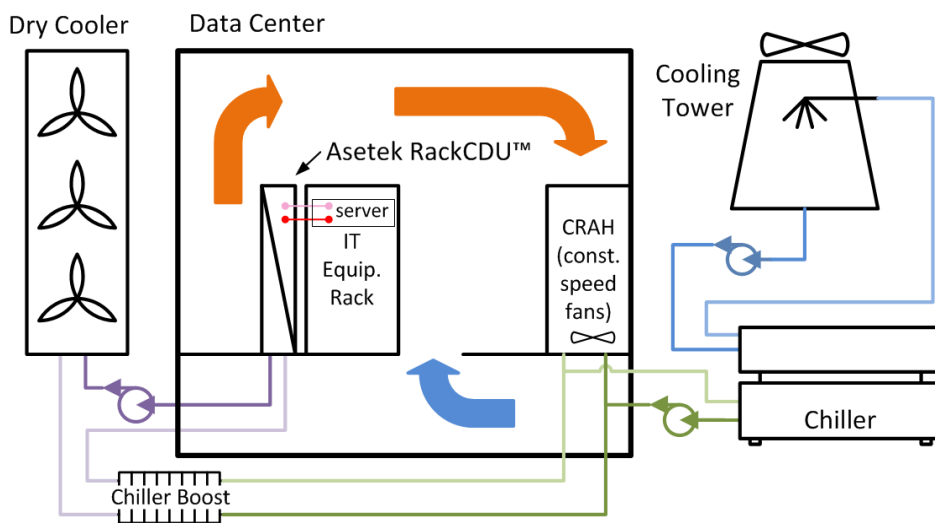 Dry Cooler
Data Center
Cooling
Tower
Asetek RackCDU™
server
IT
Equip.
Rack
CRAH
(const.
speed
fans)
Chiller
Chiller Boost